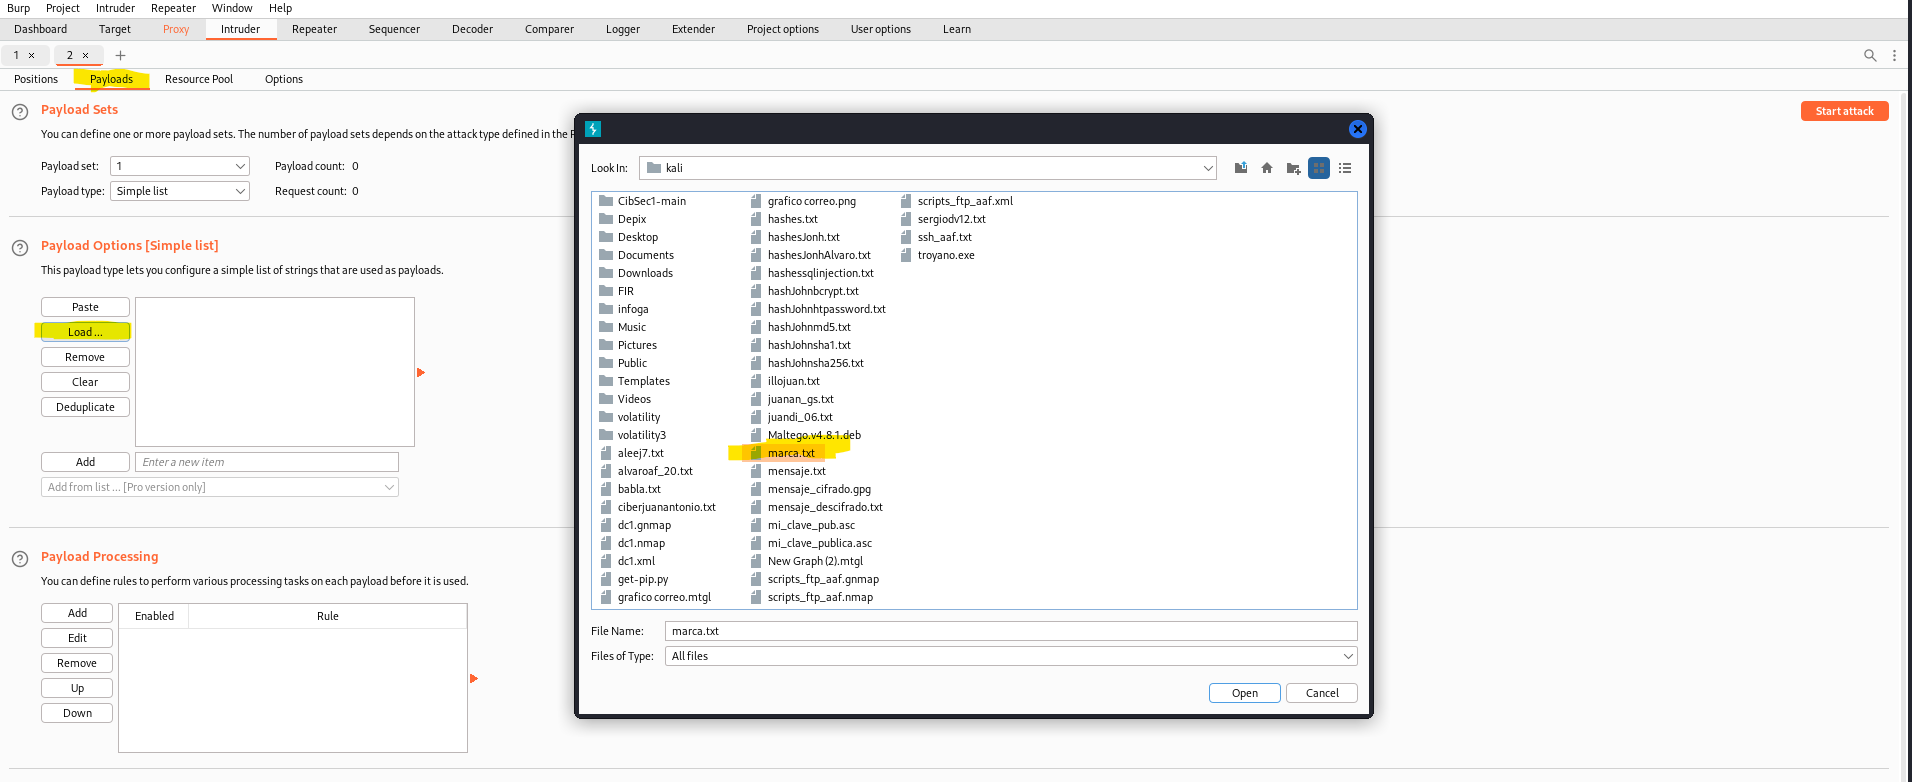 Burp Project Intruder Repeater Window Help
Dashboard Target Proxy Intruder Repeater Sequencer Decoder Comparer Logger Extender Project options User options Learn
1 × 2 × +
Positions Payloads Resource Pool Options
? Payload Sets
Start attack
You can define one or more payload sets. The number of payload sets depends on the attack type defined in the P
Payload set: 1 Payload count: 0
Payload type: Simple list Request count: 0
? Payload Options [Simple list]
This payload type lets you configure a simple list of strings that are used as payloads.
Paste
Load ...
Remove
Clear
Deduplicate
Add Enter a new item
Add from list ... [Pro version only]
? Payload Processing
You can define rules to perform various processing tasks on each payload before it is used.
Add
Edit
Remove
Up
Down
Enabled Rule
Look In: kali
CibSec1-main
Depix
Desktop
Documents
Downloads
FIR
infoga
Music
Pictures
Public
Templates
Videos
volatility
volatility3
aleej7.txt
alvaroaf_20.txt
babla.txt
ciberjuanantonio.txt
dc1.gnmap
dc1.nmap
dc1.xml
get-pip.py
grafico correo.mtgl
grafico correo.png
hashes.txt
hashesJonh.txt
hashesJonhAlvaro.txt
hashessqlinjection.txt
hashJohnbcrypt.txt
hashJohnhtpassword.txt
hashJohnmd5.txt
hashJohnsha1.txt
hashJohnsha256.txt
illojuan.txt
juanan_gs.txt
juandi_06.txt
Maltego.v4.8.1.deb
marca.txt
mensaje.txt
mensaje_cifrado.gpg
mensaje_descifrado.txt
mi_clave_pub.asc
mi_clave_publica.asc
New Graph (2).mtgl
scripts_ftp_aaf.gnmap
scripts_ftp_aaf.nmap
scripts_ftp_aaf.xml
sergiodv12.txt
ssh_aaf.txt
troyano.exe
File Name: marca.txt
Files of Type: All files
Open Cancel